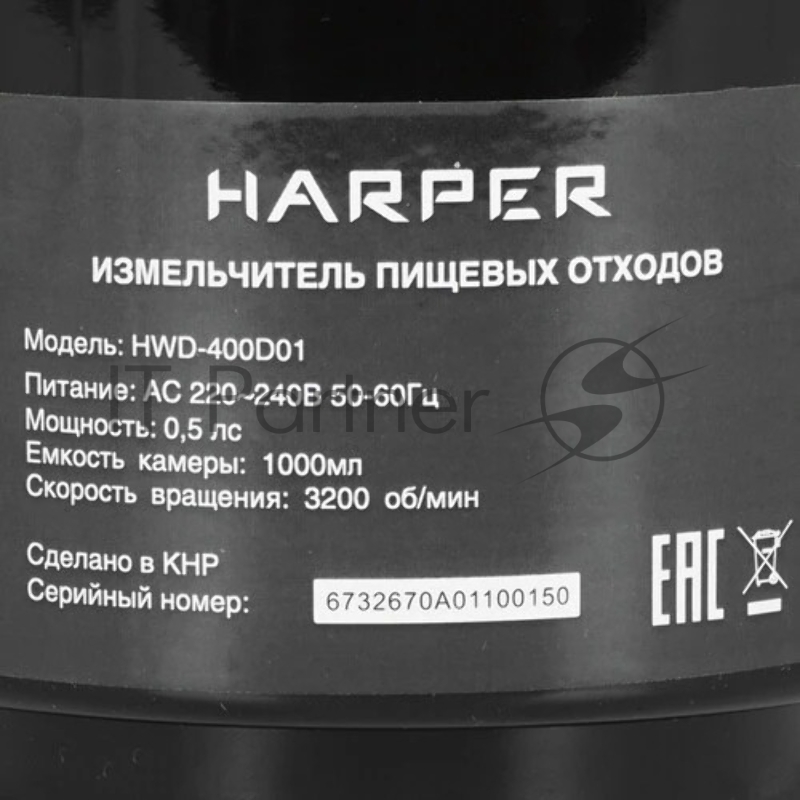 HARPER
ИЗМЕЛЬЧИТЕЛЬ ПИЩЕВЫХ ОТХОДОВ
Модель: HWD-400D01
Питание: AC 220~240В 50-60Гц
Мощность: 0,5 лс
Емкость камеры: 1000мл
Скорость вращения: 3200 об/мин
IT Partner
Сделано в КНР
Серийный номер: 6732670A01100150
EAC